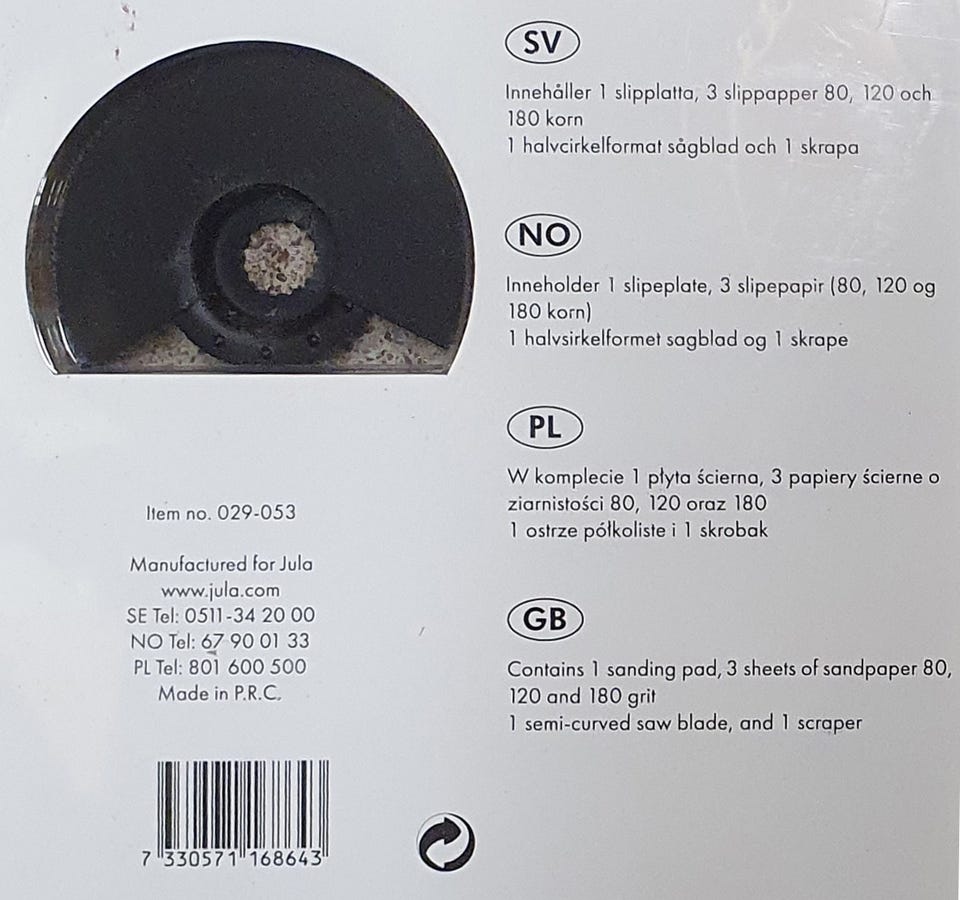 SV
Innehåller 1 slipplatta, 3 slippapper 80, 120 och
180 korn
1 halvcirkelformat sågblad och 1 skrapa
NO
Inneholder 1 slipeplate, 3 slipepapir (80, 120 og
180 korn)
1 halvsirkelformet sagblad og 1 skrape
PL
W komplecie 1 płyta ścierna, 3 papiery ścierne o
ziarnistości 80, 120 oraz 180
1 ostrze półkoliste i 1 skrobak
GB
Contains 1 sanding pad, 3 sheets of sandpaper 80,
120 and 180 grit
1 semi-curved saw blade, and 1 scraper
Item no. 029-053
Manufactured for Jula
www.jula.com
SE Tel: 0511-34 20 00
NO Tel: 67 90 01 33
PL Tel: 801 600 500
Made in P.R.C.
7 330571 168643